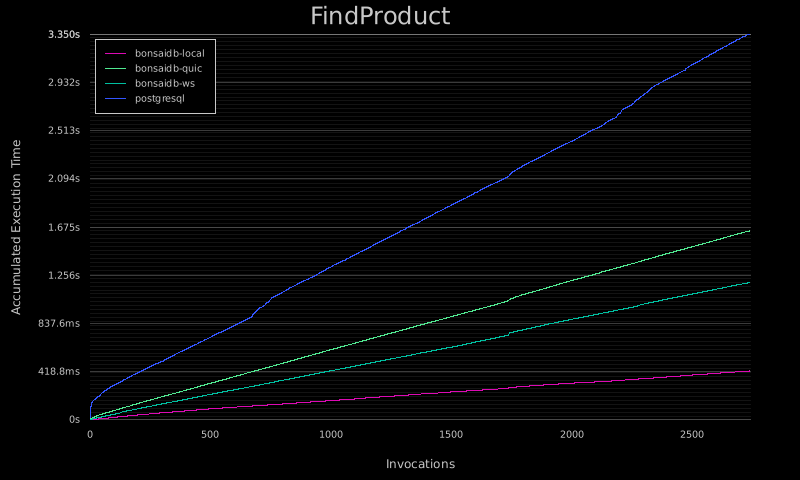 FindProduct
3.350s
bonsaidb-local
bonsaidb-quic
bonsaidb-ws
postgresql
2.932s
2.513s
2.094s
1.675s
1.256s
837.6ms
418.8ms
0s
Accumulated Execution Time
0 500 1000 1500 2000 2500
Invocations